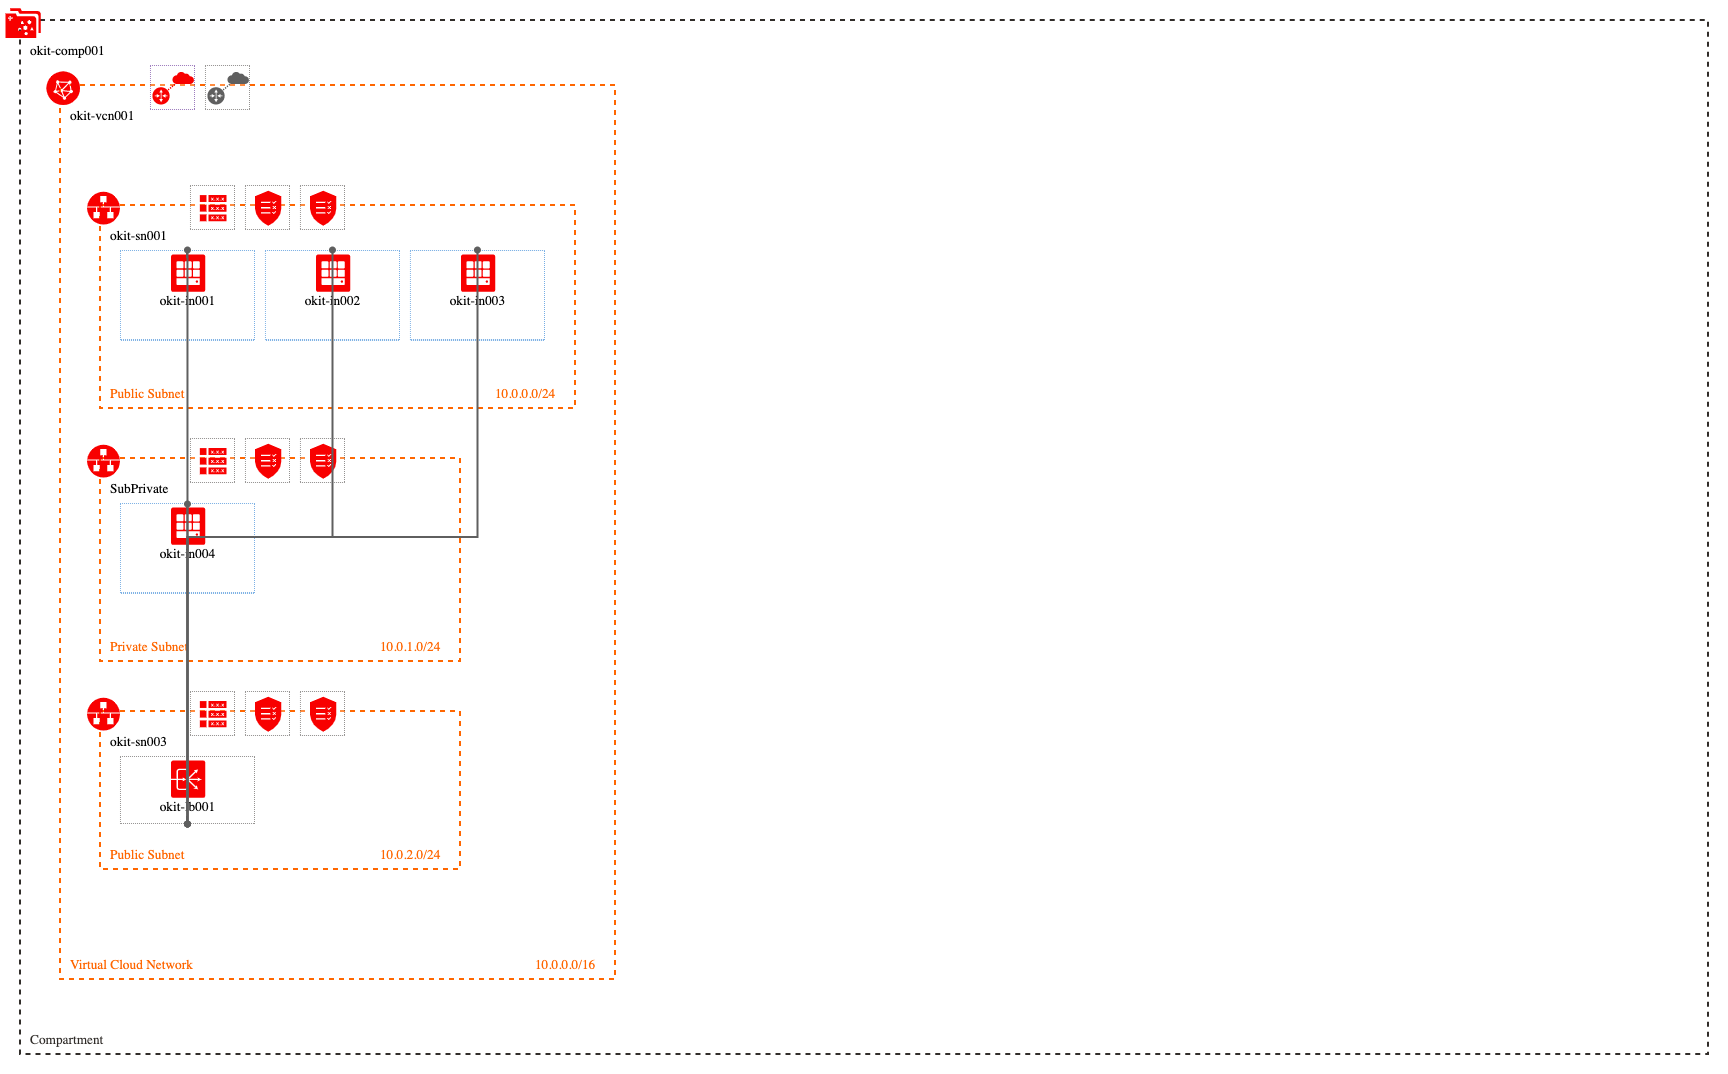 okit-comp001
okit-vcn001
okit-sn001
okit-in001
okit-in002
okit-in003
Public Subnet
10.0.0.0/24
SubPrivate
okit-in004
Private Subnet
10.0.1.0/24
okit-sn003
okit-lb001
Public Subnet
10.0.2.0/24
Virtual Cloud Network
10.0.0.0/16
Compartment